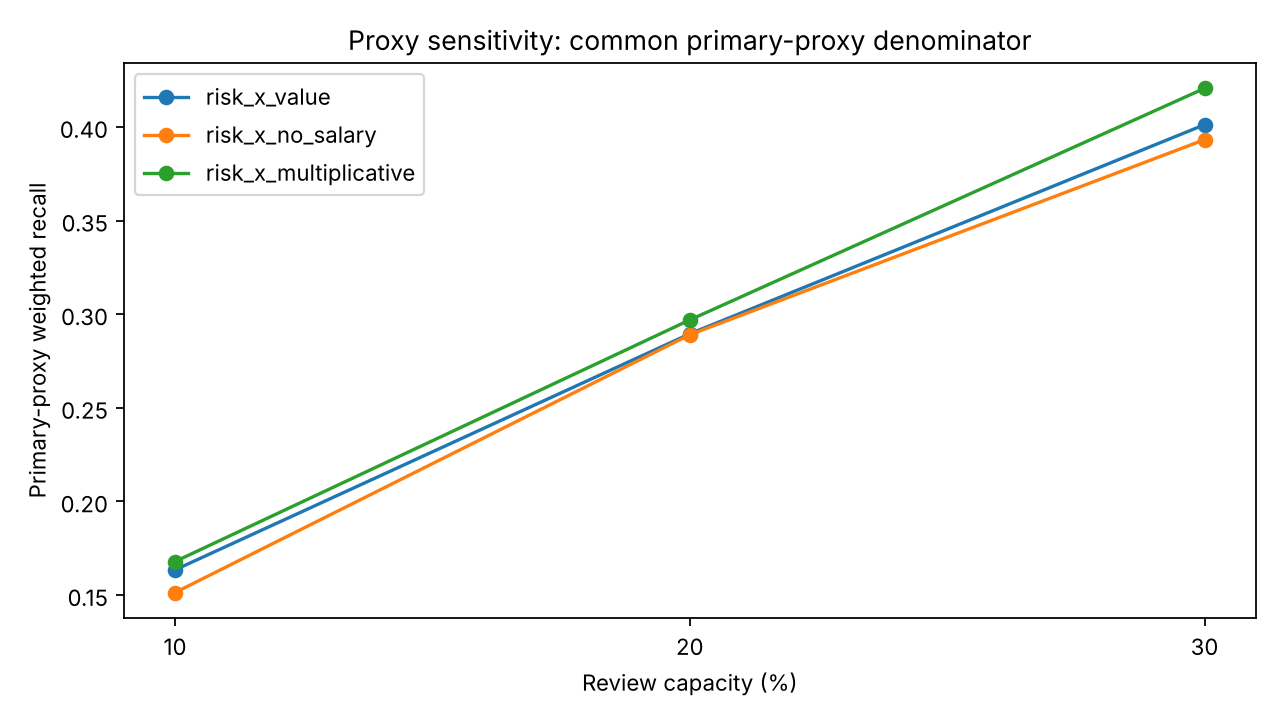 Proxy sensitivity: common primary-proxy denominator
risk_x_value
risk_x_no_salary
risk_x_multiplicative
Primary-proxy weighted recall
0.40
0.35
0.30
0.25
0.20
0.15
10
20
30
Review capacity (%)